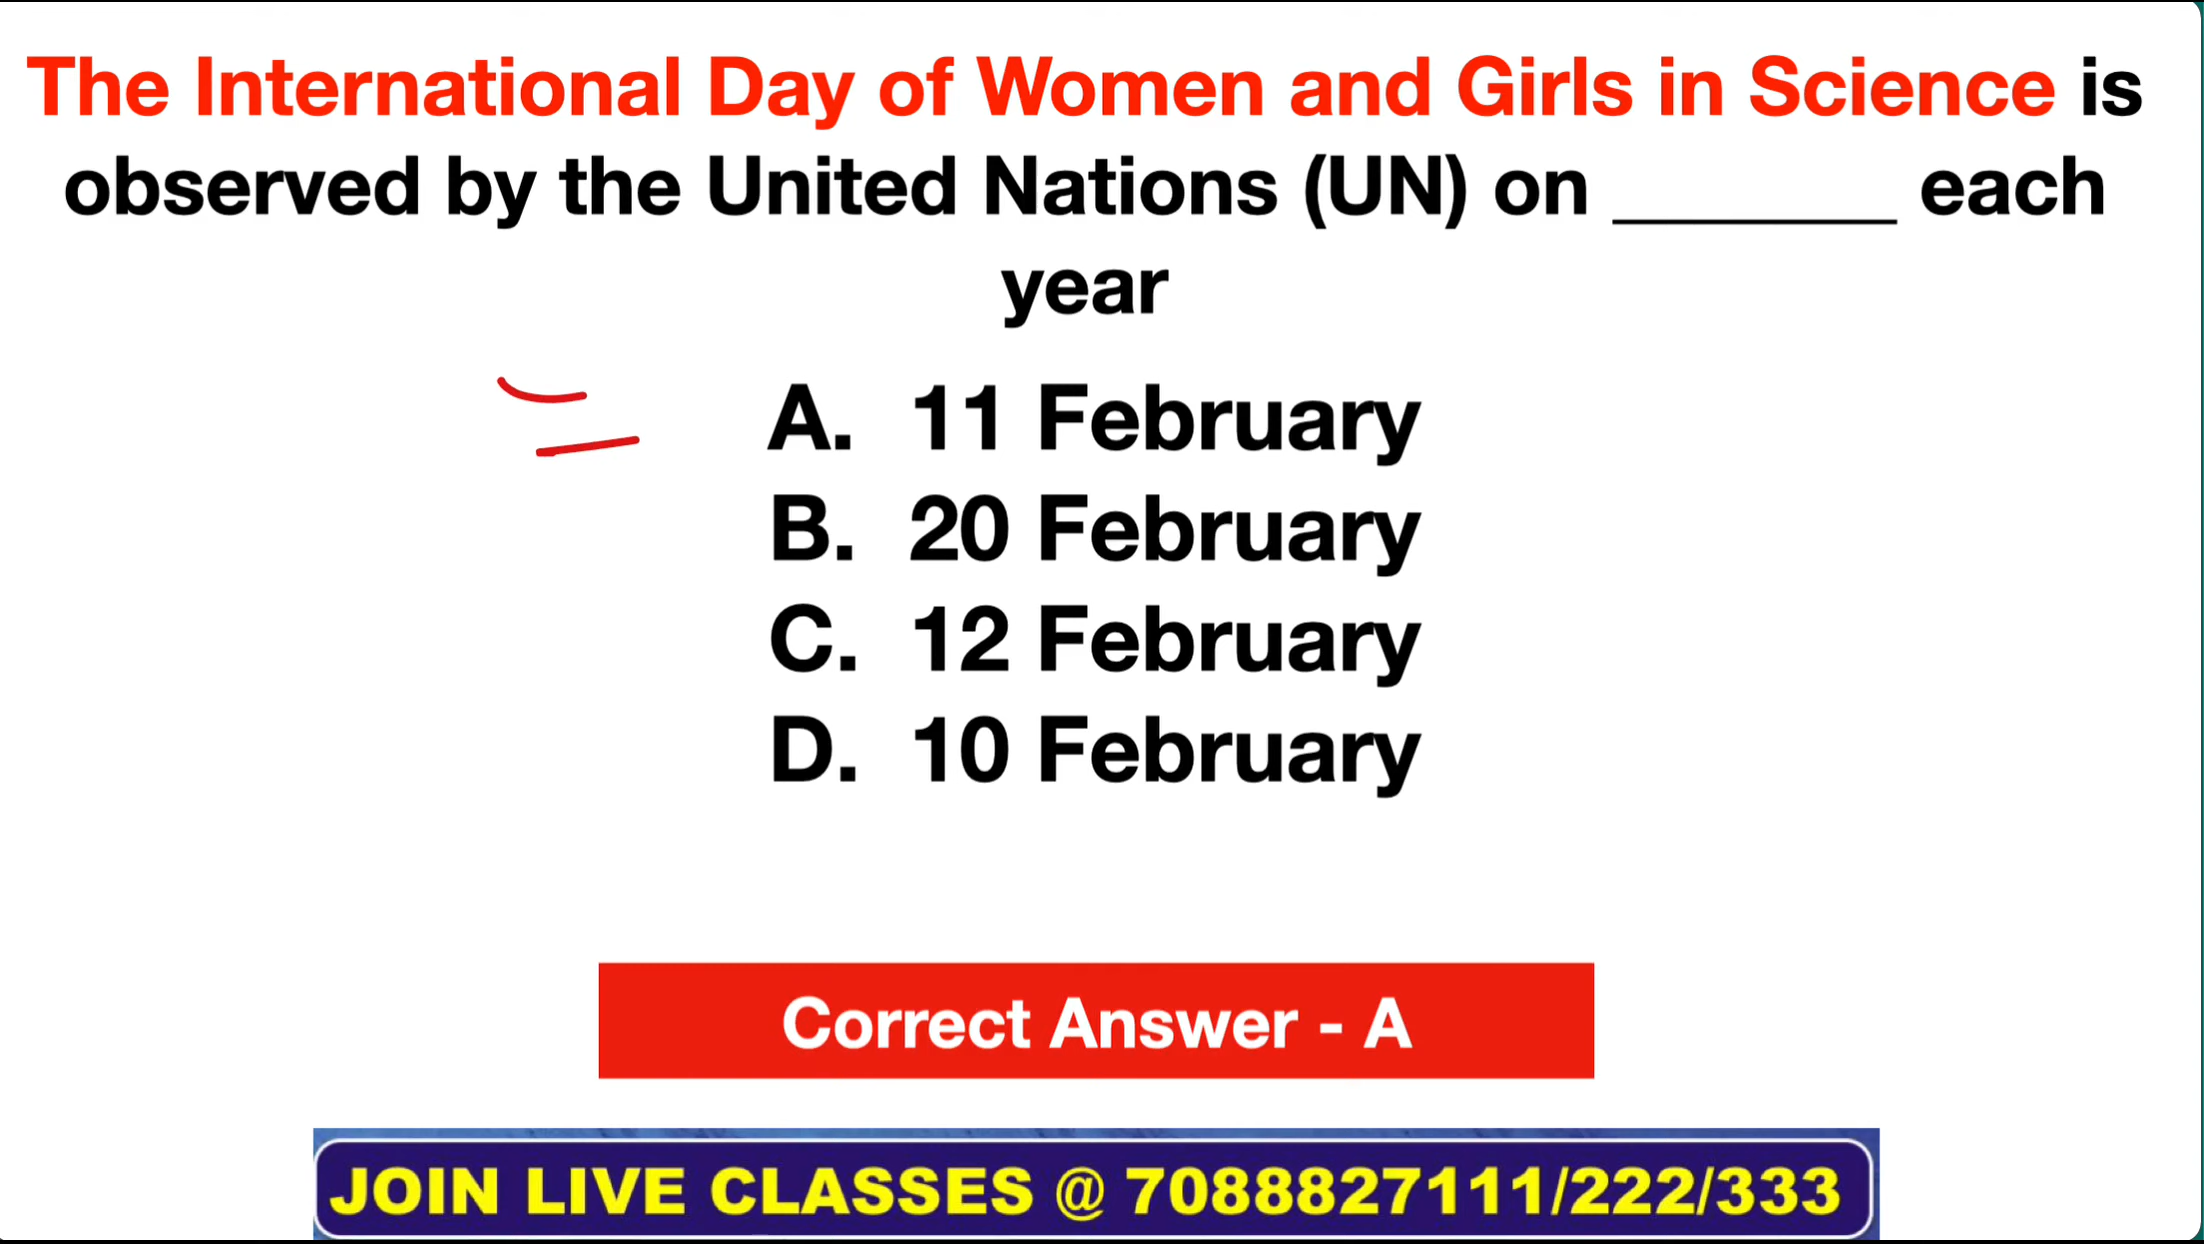 The International Day of Women and Girls in Science is
observed by the United Nations (UN) on ________ each
year
A. 11 February
B. 20 February
C. 12 February
D. 10 February
Correct Answer - A
JOIN LIVE CLASSES @ 7088827111/222/333